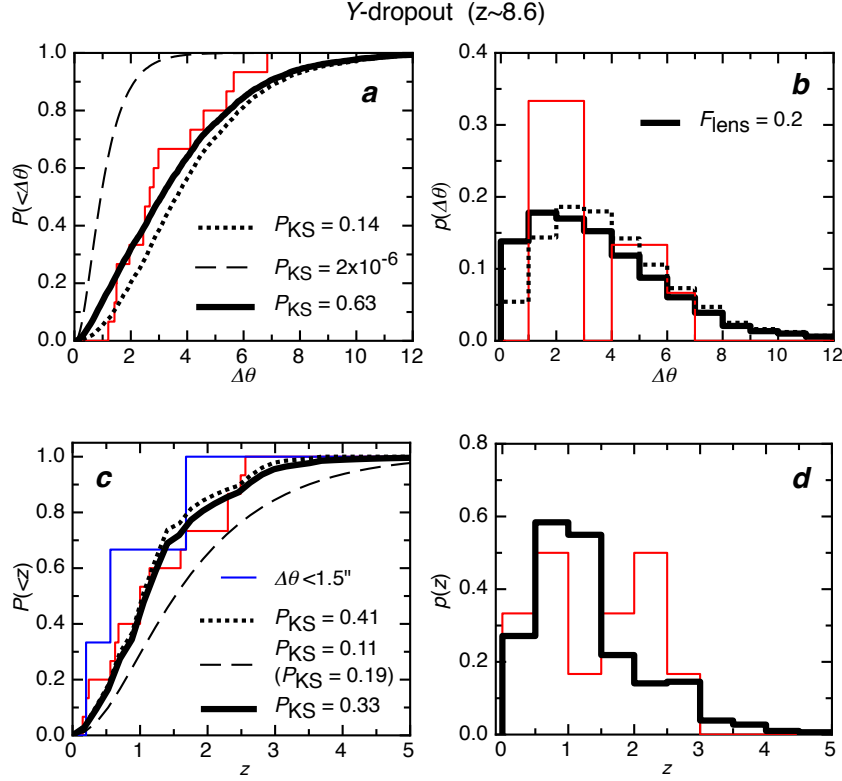 Y-dropout (z~8.6)
a
P(<Δθ)
1.0
0.8
0.6
0.4
0.2
0.0
P_KS = 0.14
P_KS = 2x10^-6
P_KS = 0.63
0 2 4 6 8 10 12
Δθ
b
p(Δθ)
0.4
0.3
0.2
0.1
0.0
F_lens = 0.2
0 2 4 6 8 10 12
Δθ
c
P(<z)
1.0
0.8
0.6
0.4
0.2
0.0
Δθ <1.5"
P_KS = 0.41
P_KS = 0.11
(P_KS = 0.19)
P_KS = 0.33
0 1 2 3 4 5
z
d
p(z)
0.8
0.6
0.4
0.2
0.0
0 1 2 3 4 5
z